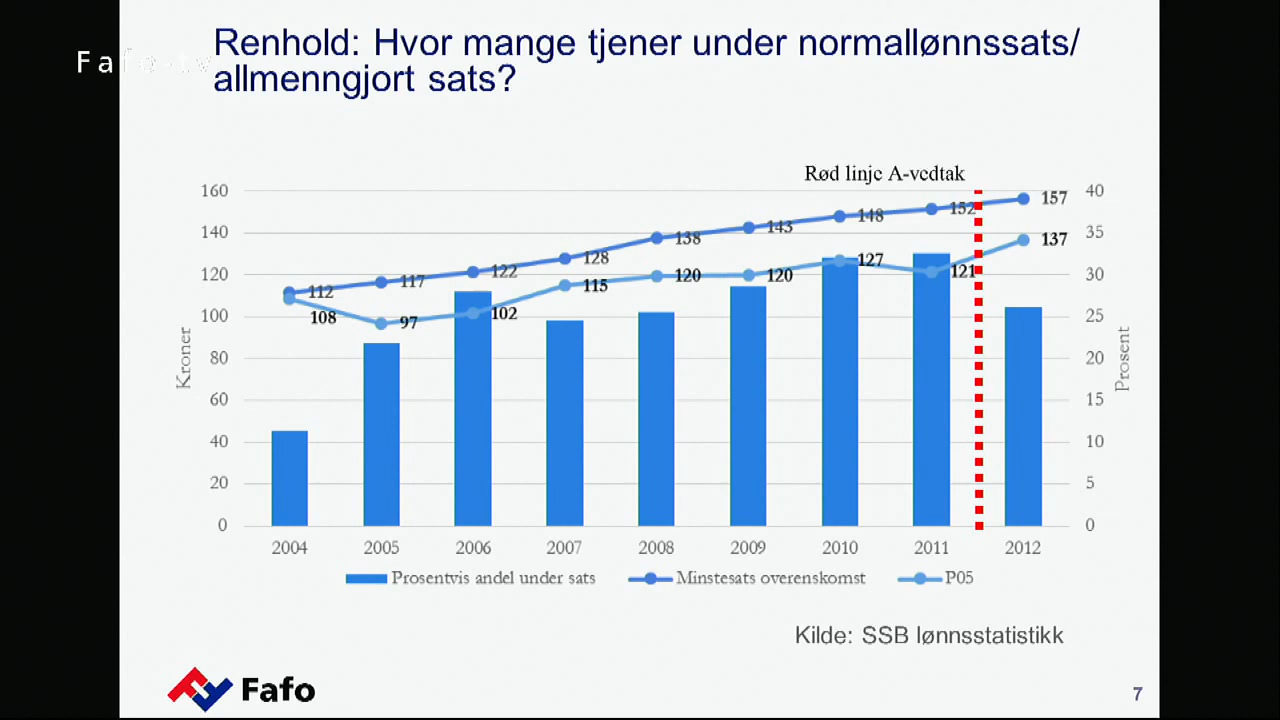 Renhold: Hvor mange tjener under normallønnssats/
allmenngjort sats?
Fafo-tv
Rød linje A-vedtak
160
140
120
100
80
60
40
20
0
Kroner
40
35
30
25
20
15
10
5
0
Prosent
112 117 122 128 138 143 148 152 157
108 97 102 115 120 120 127 121 137
2004 2005 2006 2007 2008 2009 2010 2011 2012
Prosentvis andel under sats Minstesats overenskomst P05
Kilde: SSB lønnsstatistikk
Fafo
7